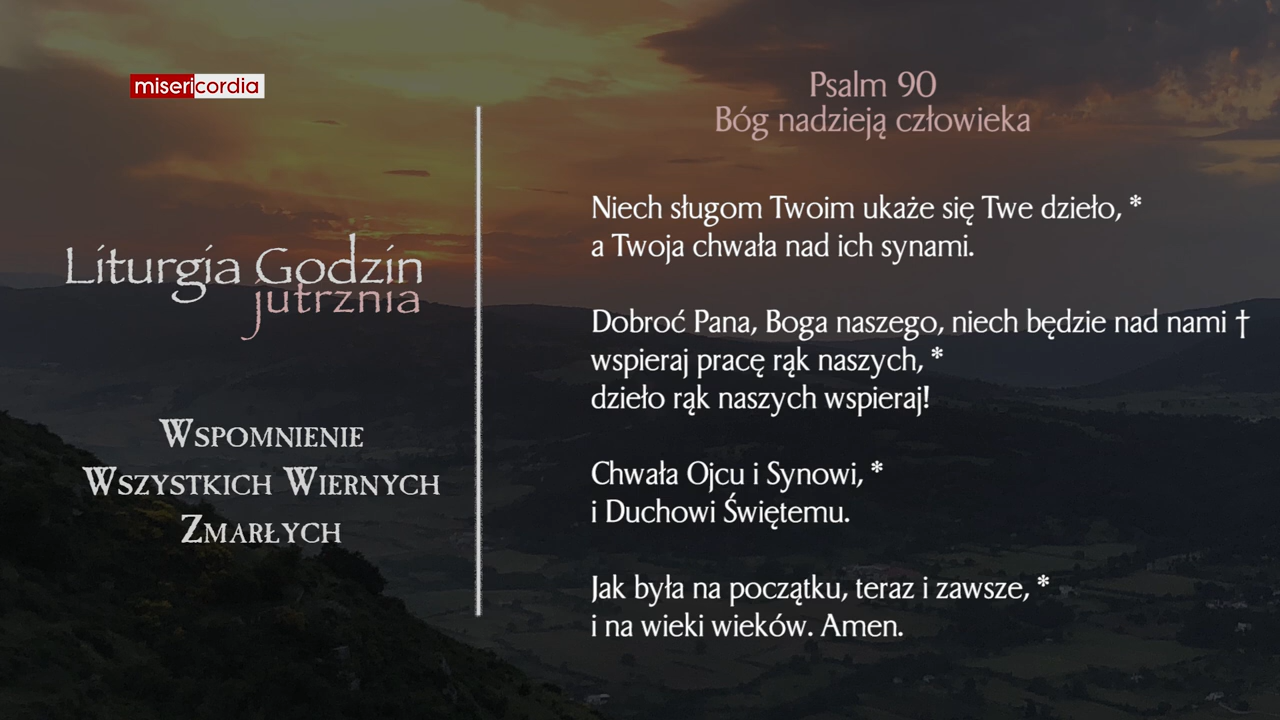 misericordia
Liturgia Godzin
jutrznia
Wspomnienie
Wszystkich Wiernych
Zmarłych
Psalm 90
Bóg nadzieją człowieka
Niech sługom Twoim ukaże się Twe dzieło, *
a Twoja chwała nad ich synami.
Dobroć Pana, Boga naszego, niech będzie nad nami †
wspieraj pracę rąk naszych, *
dzieło rąk naszych wspieraj!
Chwała Ojcu i Synowi, *
i Duchowi Świętemu.
Jak była na początku, teraz i zawsze, *
i na wieki wieków. Amen.